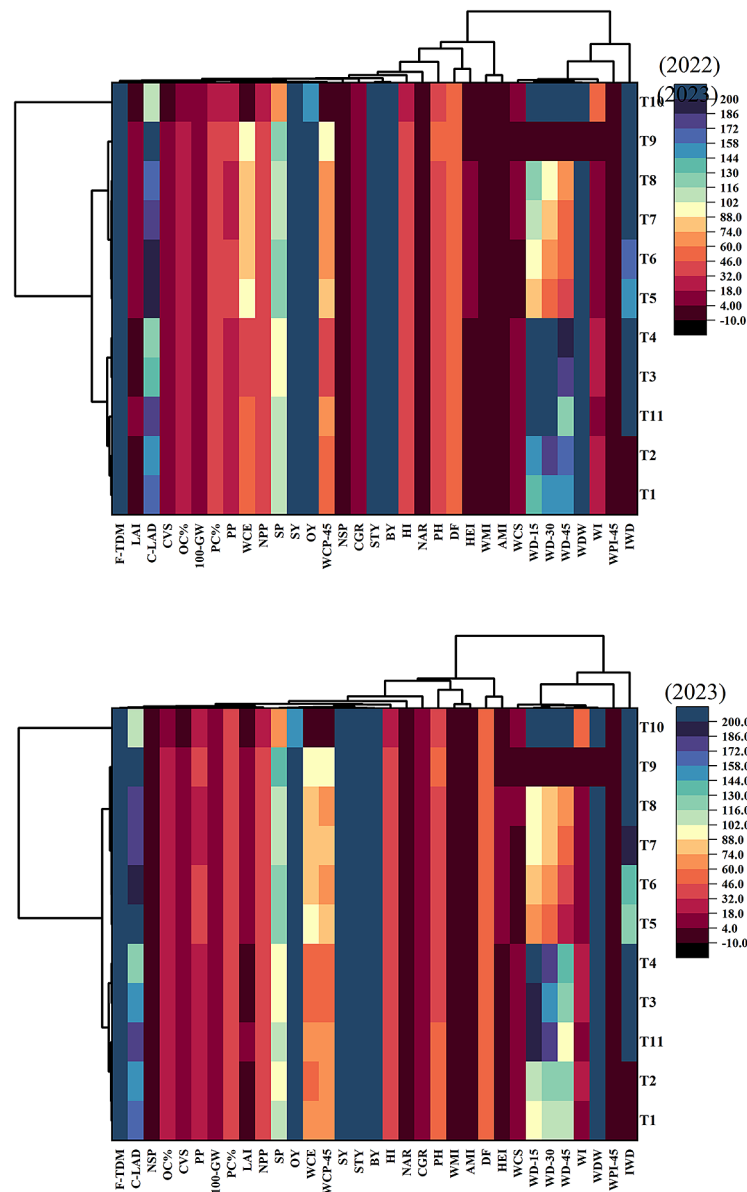 (2022)
(2023)
200
186
172
158
144
130
116
102
88.0
74.0
60.0
46.0
32.0
18.0
4.00
-10.0
T10
T9
T8
T7
T6
T5
T4
T3
T11
T2
T1
F-TDM
LAI
C-LAD
CVS
OC%
100-GW
PC%
PP
WCE
NPP
SP
SY
OY
WCP-45
NSP
CGR
STY
BY
HI
NAR
PH
DF
HEI
WMI
AMI
WCS
WD-15
WD-30
WD-45
WDW
WI
WPI-45
IWD
(2023)
200.0
186.0
172.0
158.0
144.0
130.0
116.0
102.0
88.0
74.0
60.0
46.0
32.0
18.0
4.0
-10.0
T10
T9
T8
T7
T6
T5
T4
T3
T11
T2
T1
F-TDM
C-LAD
NSP
OC%
CVS
PP
100-GW
PC%
LAI
NPP
SP
OY
WCE
WCP-45
SY
STY
BY
HI
NAR
CGR
PH
WMI
AMI
DF
HEI
WCS
WD-15
WD-30
WD-45
WI
WDW
WPI-45
IWD